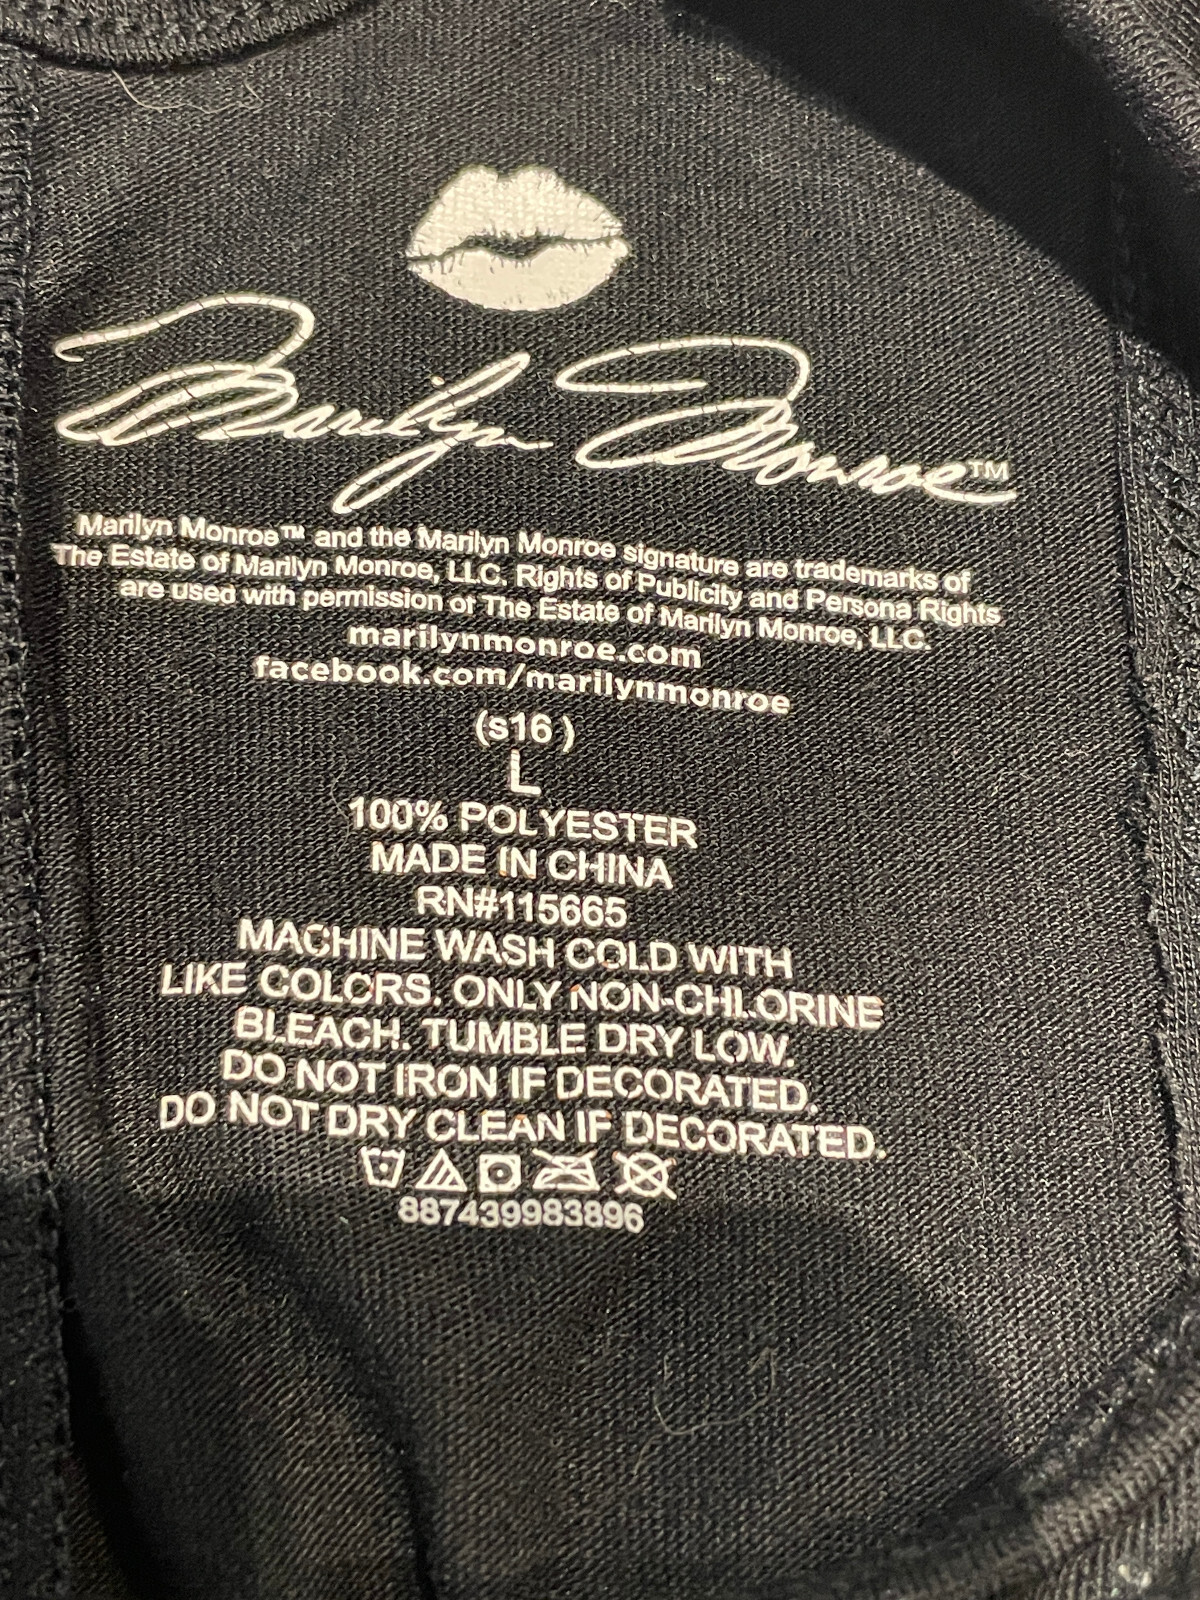 Marilyn Monroe™
Marilyn Monroe™ and the Marilyn Monroe signature are trademarks of
The Estate of Marilyn Monroe, LLC. Rights of Publicity and Persona Rights
are used with permission of The Estate of Marilyn Monroe, LLC.
marilynmonroe.com
facebook.com/marilynmonroe
(s16 )
L
100% POLYESTER
MADE IN CHINA
RN#115665
MACHINE WASH COLD WITH
LIKE COLORS. ONLY NON-CHLORINE
BLEACH. TUMBLE DRY LOW.
DO NOT IRON IF DECORATED.
DO NOT DRY CLEAN IF DECORATED.
887439983896